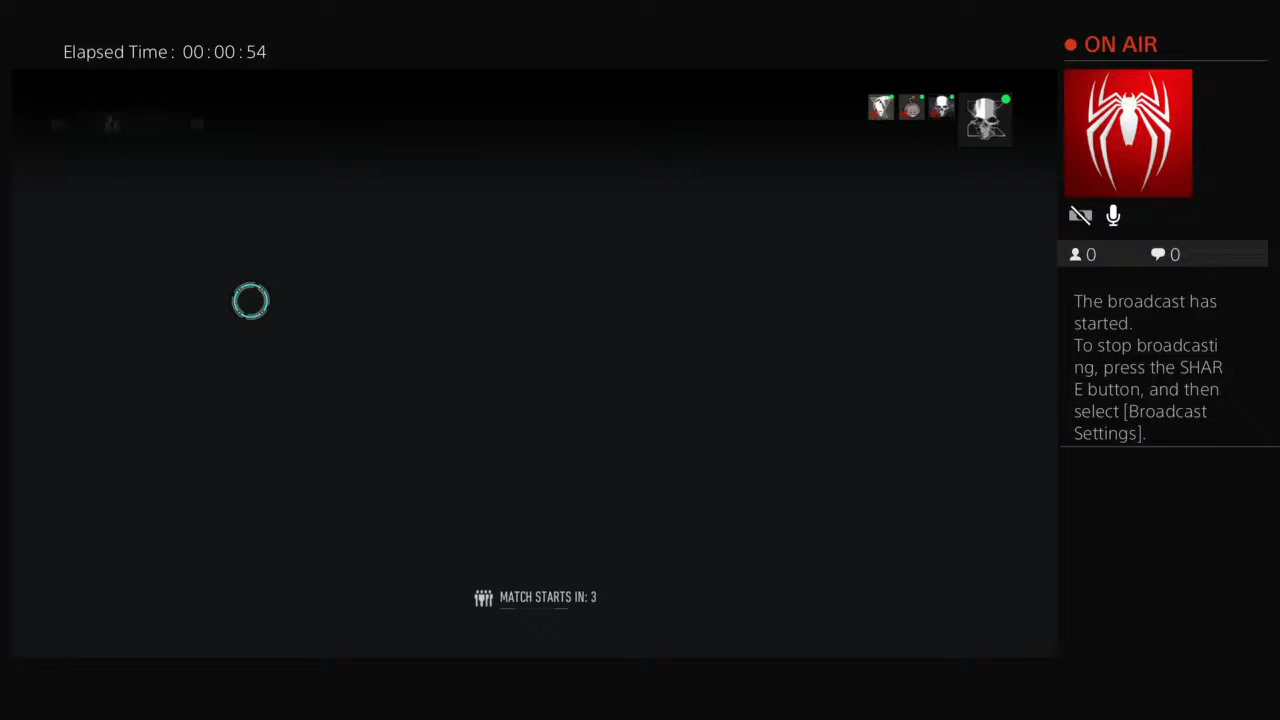 Elapsed Time: 00:00:54
ON AIR
0 0
The broadcast has
started.
To stop broadcasti
ng, press the SHAR
E button, and then
select [Broadcast
Settings].
MATCH STARTS IN: 3